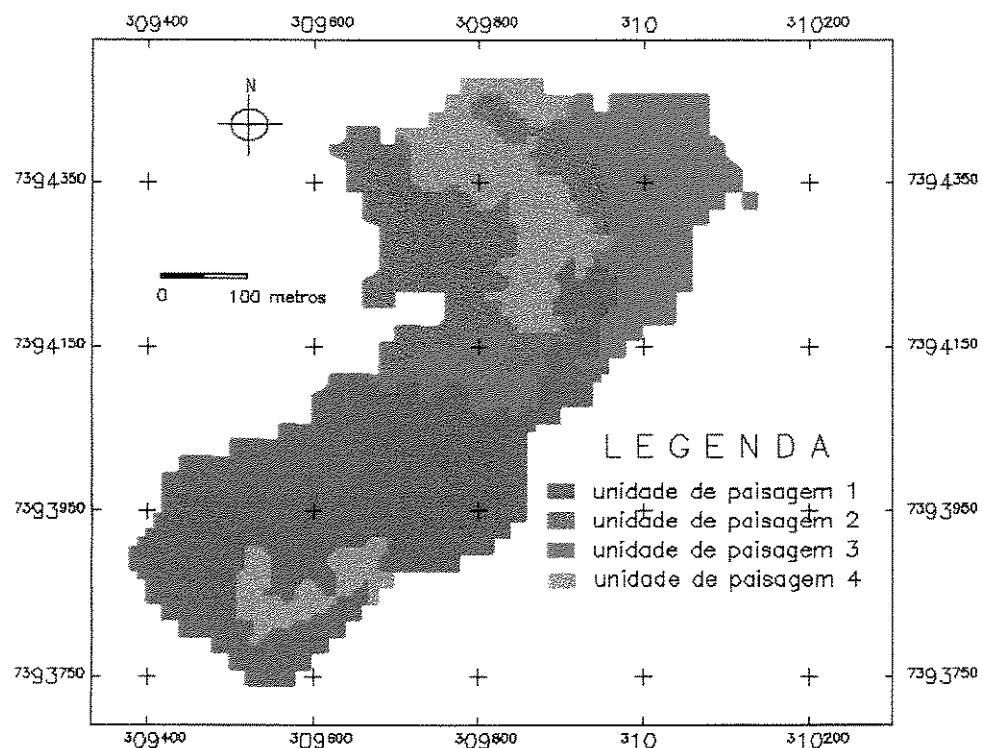 309400 309600 309800 310 310200
N
7394350 7394350
0 100 metros
7394150 7394150
LEGENDA
unidade de paisagem 1
7393950 7393950
unidade de paisagem 2
unidade de paisagem 3
unidade de paisagem 4
7393750 7393750
309400 309600 309800 310 310200